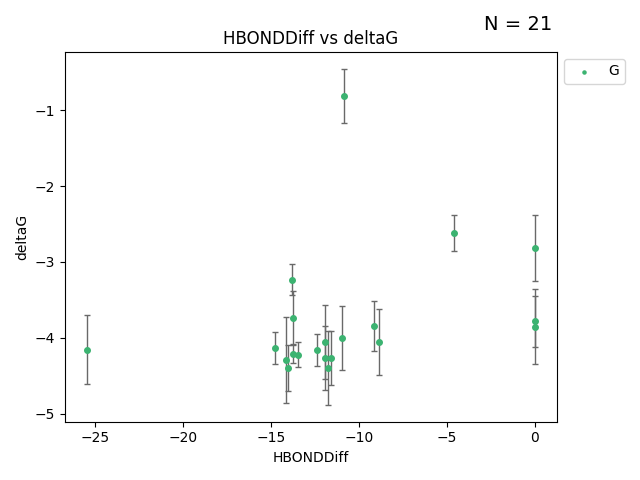 N = 21
HBONDDiff vs deltaG
G
−1
−2
−3
−4
−5
deltaG
−25
−20
−15
−10
−5
0
HBONDDiff